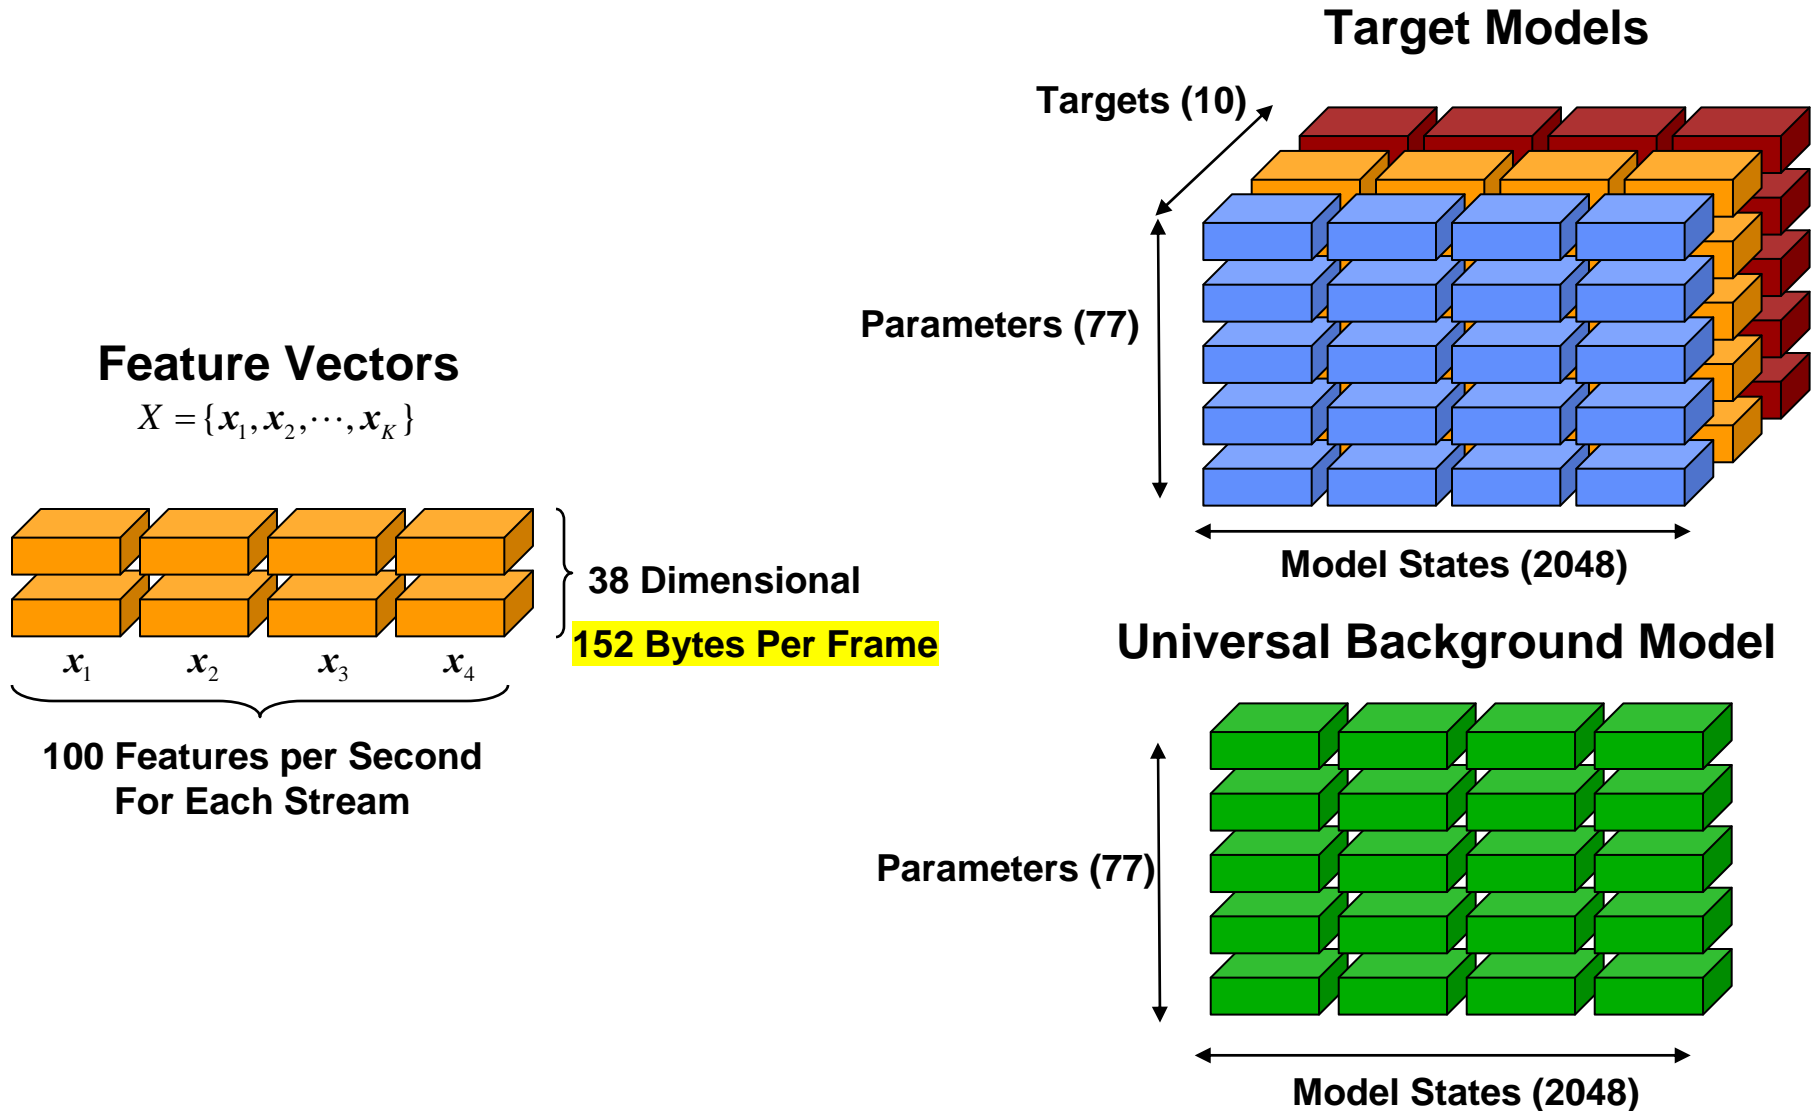 Target Models
Targets (10)
Parameters (77)
Model States (2048)
Feature Vectors
X = {x₁, x₂, ⋯, x_K}
38 Dimensional
152 Bytes Per Frame
x₁ x₂ x₃ x₄
100 Features per Second
For Each Stream
Universal Background Model
Parameters (77)
Model States (2048)